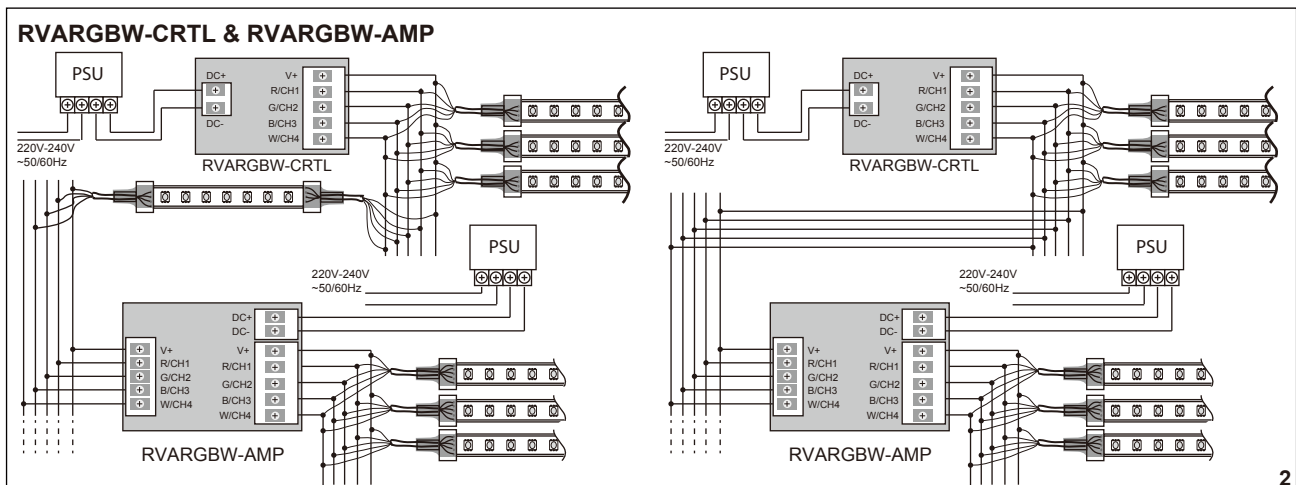 RVARGBW-CRTL & RVARGBW-AMP
PSU
220V-240V
~50/60Hz
DC+
DC-
V+
R/CH1
G/CH2
B/CH3
W/CH4
RVARGBW-CRTL
PSU
220V-240V
~50/60Hz
DC+
DC-
V+
R/CH1
G/CH2
B/CH3
W/CH4
V+
R/CH1
G/CH2
B/CH3
W/CH4
RVARGBW-AMP
PSU
220V-240V
~50/60Hz
DC+
DC-
V+
R/CH1
G/CH2
B/CH3
W/CH4
RVARGBW-CRTL
PSU
220V-240V
~50/60Hz
DC+
DC-
V+
R/CH1
G/CH2
B/CH3
W/CH4
V+
R/CH1
G/CH2
B/CH3
W/CH4
RVARGBW-AMP
2